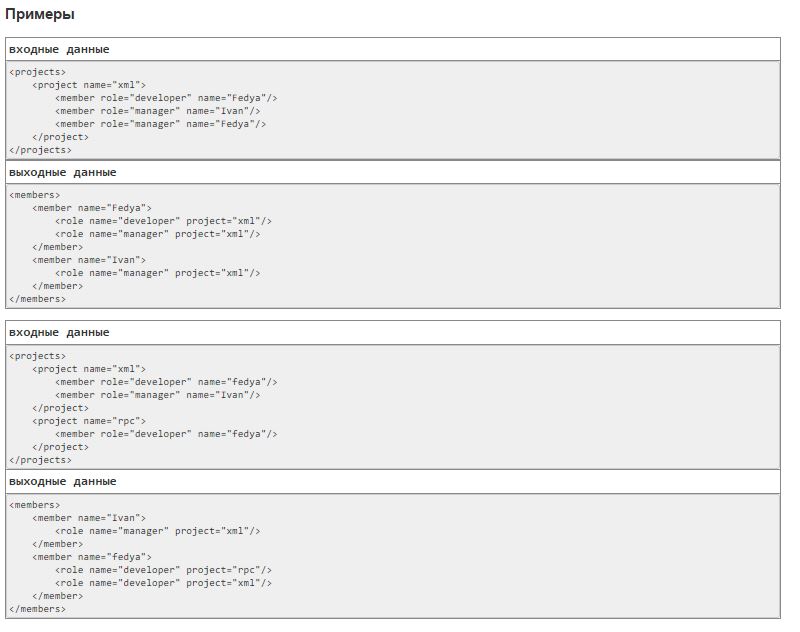 Примеры
входные данные
<projects>
    <project name="xml">
        <member role="developer" name="Fedya"/>
        <member role="manager" name="Ivan"/>
        <member role="manager" name="Fedya"/>
    </project>
</projects>
выходные данные
<members>
    <member name="Fedya">
        <role name="developer" project="xml"/>
        <role name="manager" project="xml"/>
    </member>
    <member name="Ivan">
        <role name="manager" project="xml"/>
    </member>
</members>
входные данные
<projects>
    <project name="xml">
        <member role="developer" name="fedya"/>
        <member role="manager" name="Ivan"/>
    </project>
    <project name="rpc">
        <member role="developer" name="fedya"/>
    </project>
</projects>
выходные данные
<members>
    <member name="Ivan">
        <role name="manager" project="xml"/>
    </member>
    <member name="fedya">
        <role name="developer" project="rpc"/>
        <role name="developer" project="xml"/>
    </member>
</members>